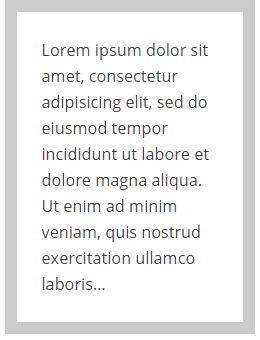 Lorem ipsum dolor sit
amet, consectetur
adipisicing elit, sed do
eiusmod tempor
incididunt ut labore et
dolore magna aliqua.
Ut enim ad minim
veniam, quis nostrud
exercitation ullamco
laboris...